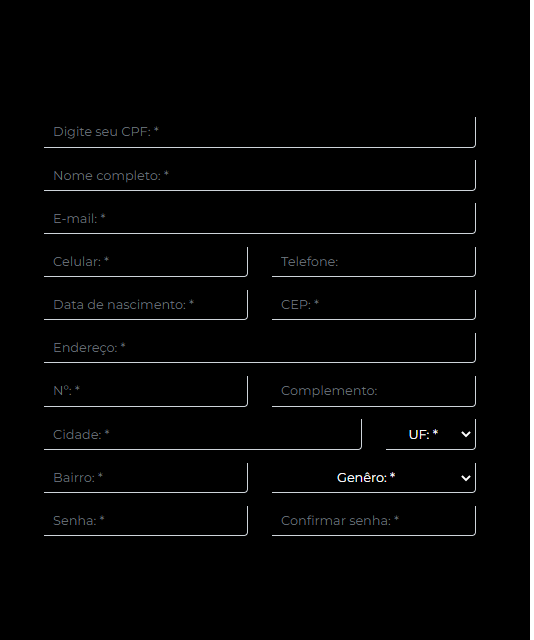 Digite seu CPF: *
Nome completo: *
E-mail: *
Celular: * Telefone:
Data de nascimento: * CEP: *
Endereço: *
Nº: * Complemento:
Cidade: * UF: *
Bairro: * Genêro: *
Senha: * Confirmar senha: *